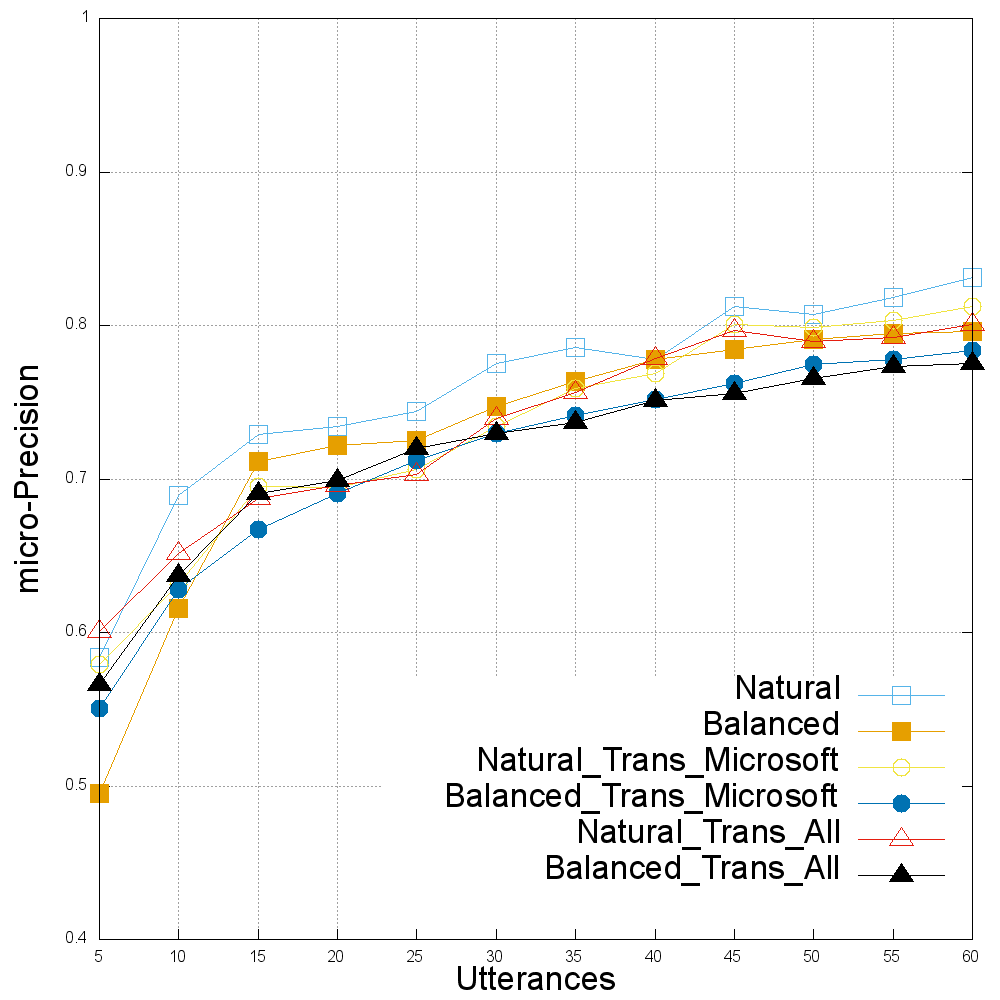 1
0.9
0.8
0.7
0.6
0.5
0.4
micro-Precision
Natural
Balanced
Natural_Trans_Microsoft
Balanced_Trans_Microsoft
Natural_Trans_All
Balanced_Trans_All
5 10 15 20 25 30 35 40 45 50 55 60
Utterances